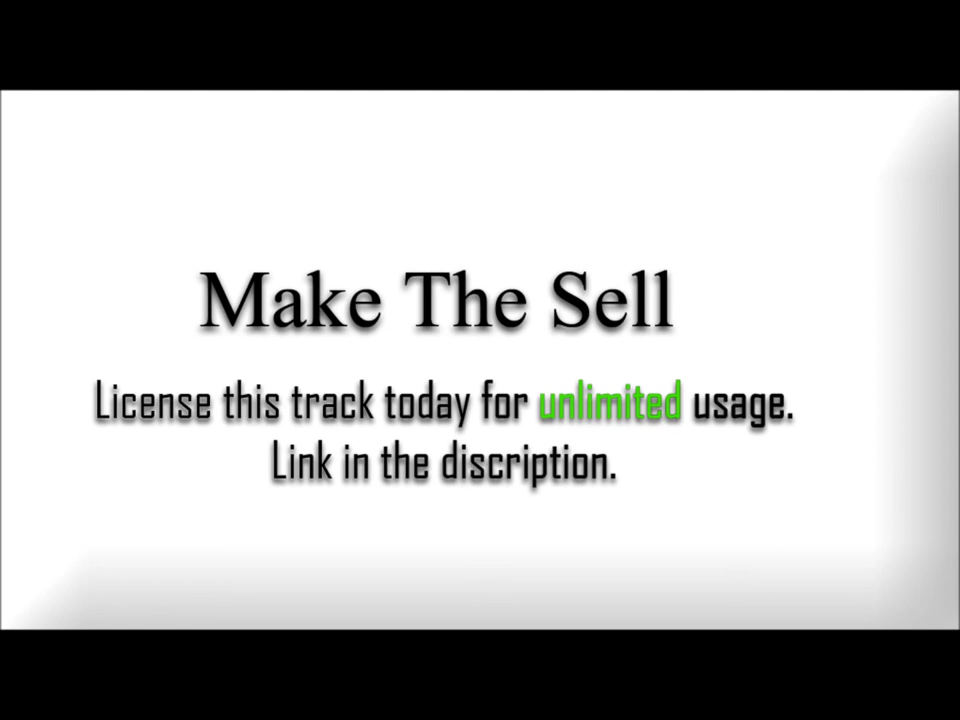 Make The Sell
License this track today for unlimited usage.
Link in the discription.